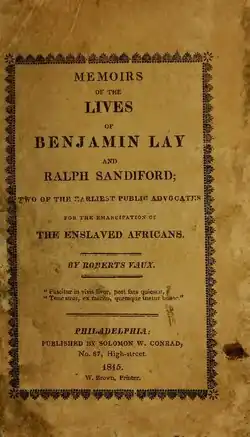 MEMOIRS
OF THE
LIVES
OF
BENJAMIN LAY
AND
RALPH SANDIFORD;
TWO OF THE EARLIEST PUBLIC ADVOCATES
FOR THE EMANCIPATION OF
THE ENSLAVED AFRICANS.
BY ROBERTS VAUX.
PHILADELPHIA:
PUBLISHED BY SOLOMON W. CONRAD,
No. 87, High-street.
1815.
W. Brown, Printer.